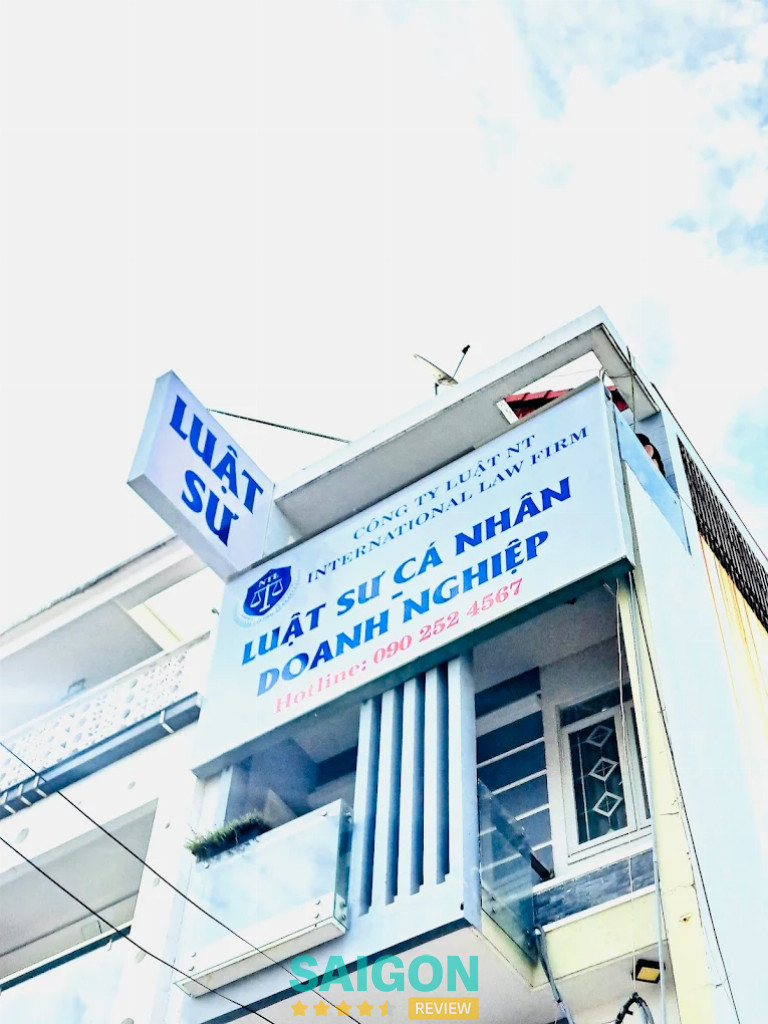 LUẬT
SƯ
CÔNG TY LUẬT NT
INTERNATIONAL LAW FIRM
NTL
LUẬT SƯ CÁ NHÂN
-
DOANH NGHIỆP
Hotline: 090 252 4567
SAIGON
REVIEW